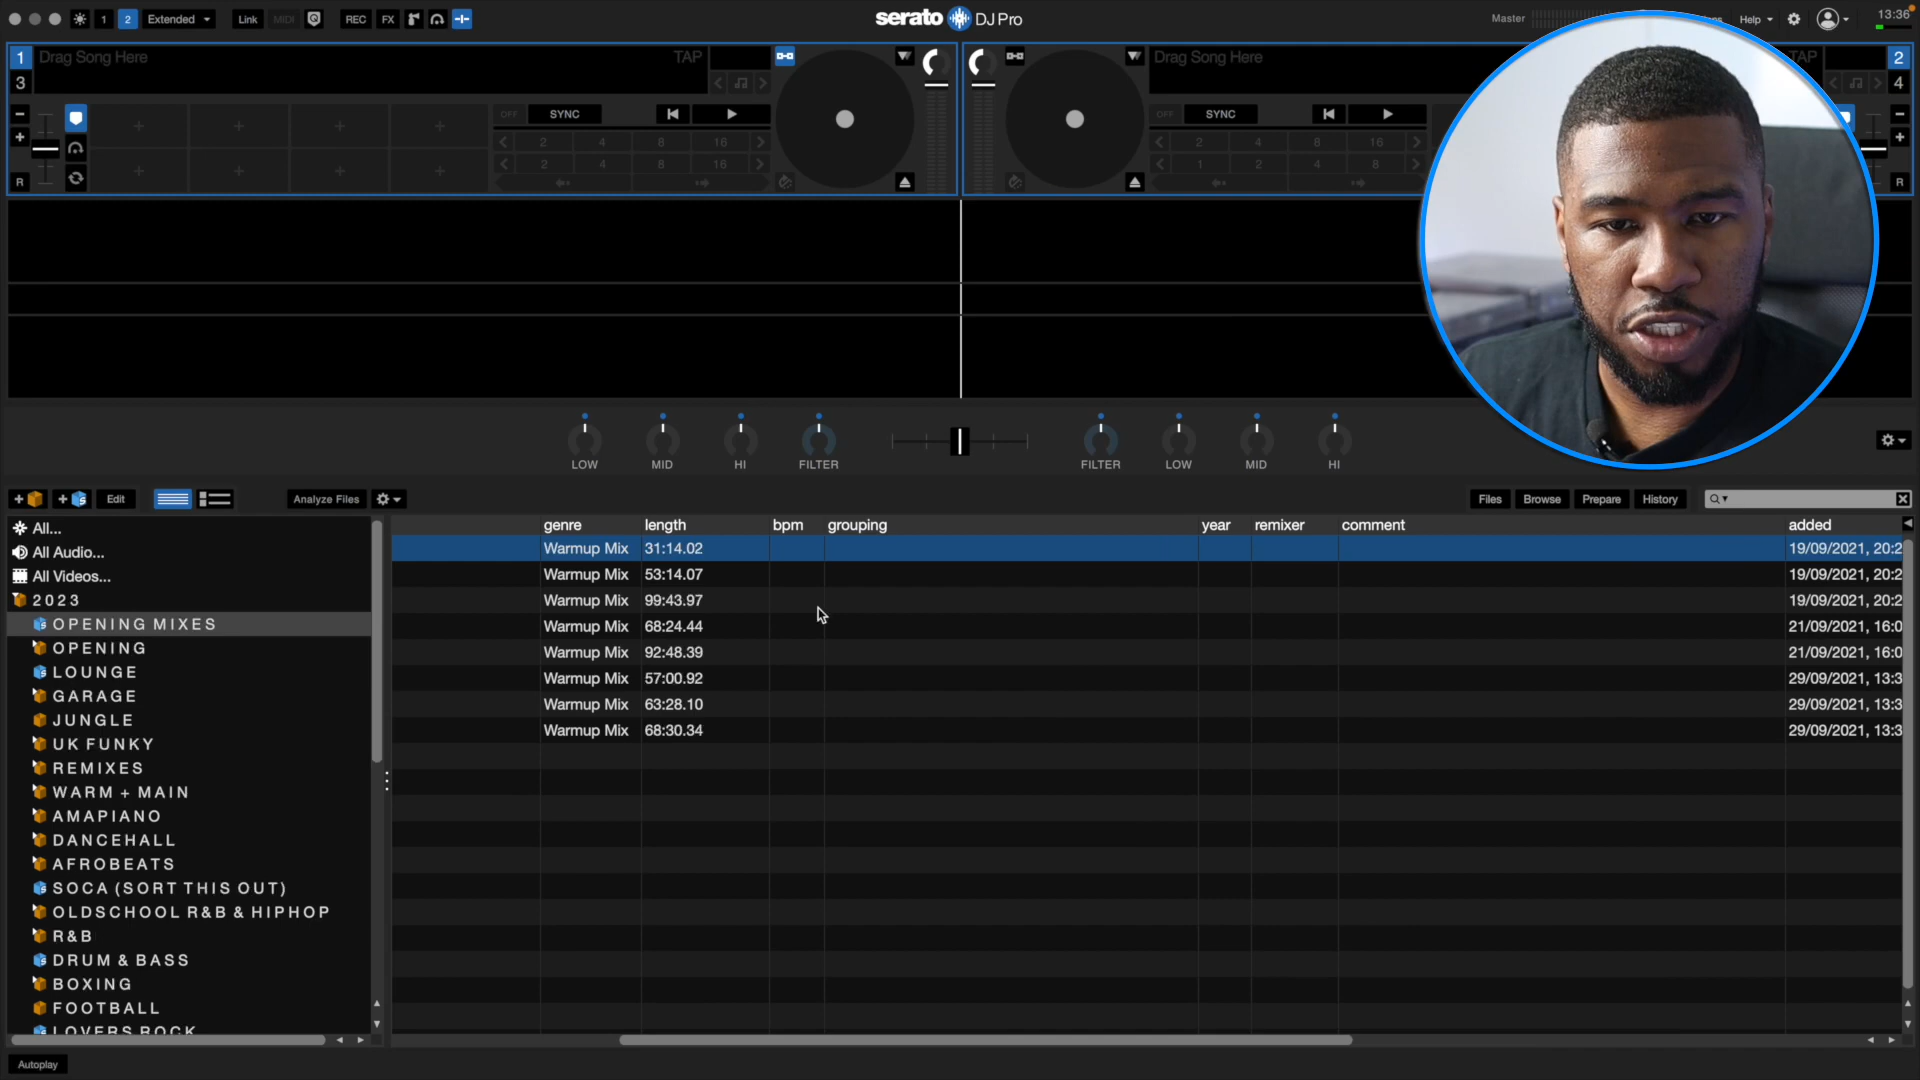 1 2 Extended Link MIDI REC FX serato DJ Pro Master Help 13:36
1 Drag Song Here TAP Drag Song Here TAP 2
3 4
OFF SYNC OFF SYNC
2 4 8 16 2 4 8 16
R 4 8 16 1 2 4 8 R
LOW MID HI FILTER FILTER LOW MID HI
Edit Analyze Files Files Browse Prepare History
genre length bpm grouping year remixer comment added
All...
Warmup Mix 31:14.02 19/09/2021, 20:2
All Audio...
Warmup Mix 53:14.07 19/09/2021, 20:2
All Videos...
2023
Warmup Mix 99:43.97 19/09/2021, 20:2
OPENING MIXES
Warmup Mix 68:24.44 21/09/2021, 16:0
OPENING
Warmup Mix 92:48.39 21/09/2021, 16:0
LOUNGE
Warmup Mix 57:00.92 29/09/2021, 13:3
GARAGE
Warmup Mix 63:28.10 29/09/2021, 13:3
JUNGLE
Warmup Mix 68:30.34 29/09/2021, 13:3
UK FUNKY
REMIXES
WARM + MAIN
AMAPIANO
DANCEHALL
AFROBEATS
SOCA (SORT THIS OUT)
OLDSCHOOL R&B & HIPHOP
R&B
DRUM & BASS
BOXING
FOOTBALL
LOVERS ROCK
Autoplay